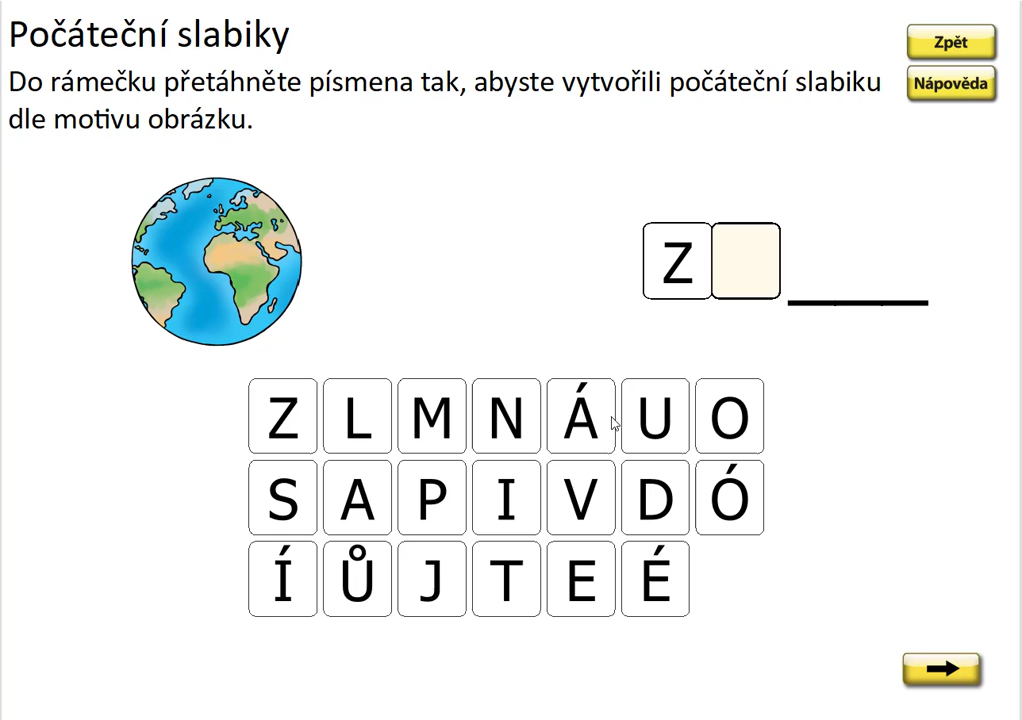 Počáteční slabiky
Zpět
Do rámečku přetáhněte písmena tak, abyste vytvořili počáteční slabiku
Nápověda
dle motivu obrázku.
Z
Z L M N Á U O
S A P I V D Ó
Í Ů J T E É